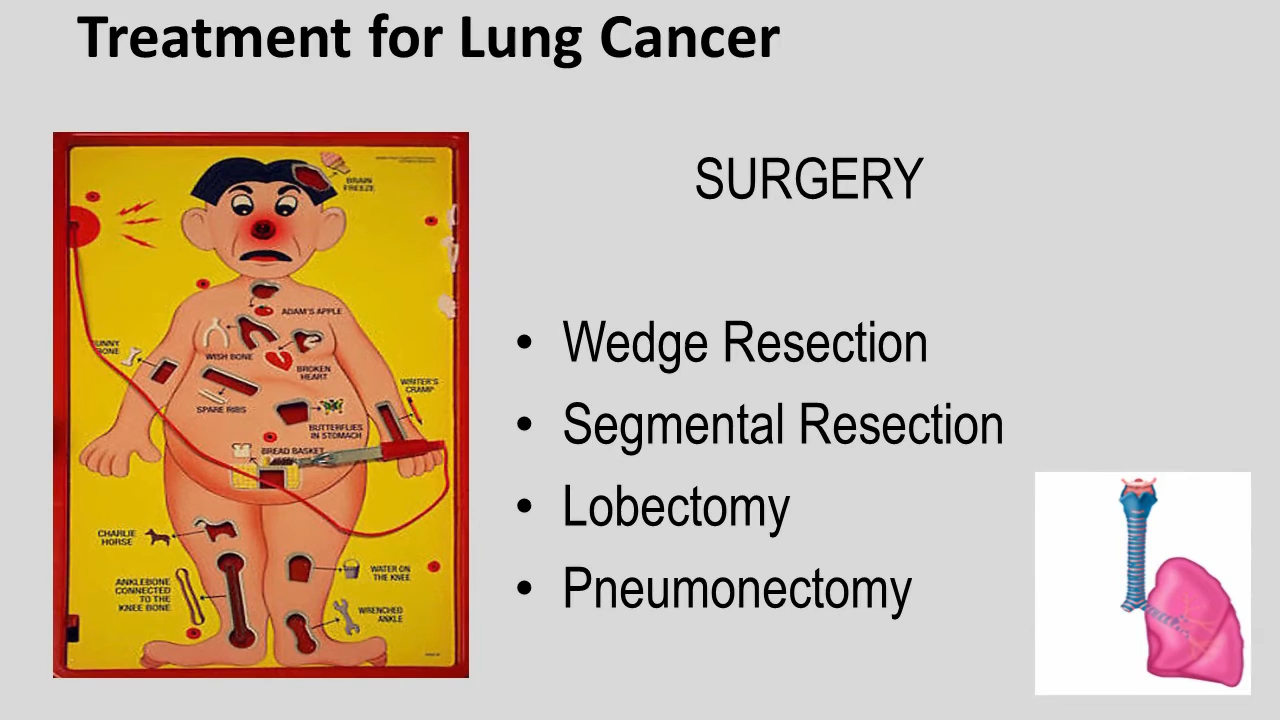 Treatment for Lung Cancer
SURGERY
• Wedge Resection
• Segmental Resection
• Lobectomy
• Pneumonectomy
BRAIN
FREEZE
ADAM'S APPLE
WISH BONE
BROKEN
HEART
BONE
SPARE RIBS
WRITER'S
CRAMP
BUTTERFLIES
IN STOMACH
BREAD BASKET
CHARLIE
HORSE
ANKLEBONE
CONNECTED
TO THE
KNEE BONE
WATER ON
THE KNEE
WRENCHED
ANKLE